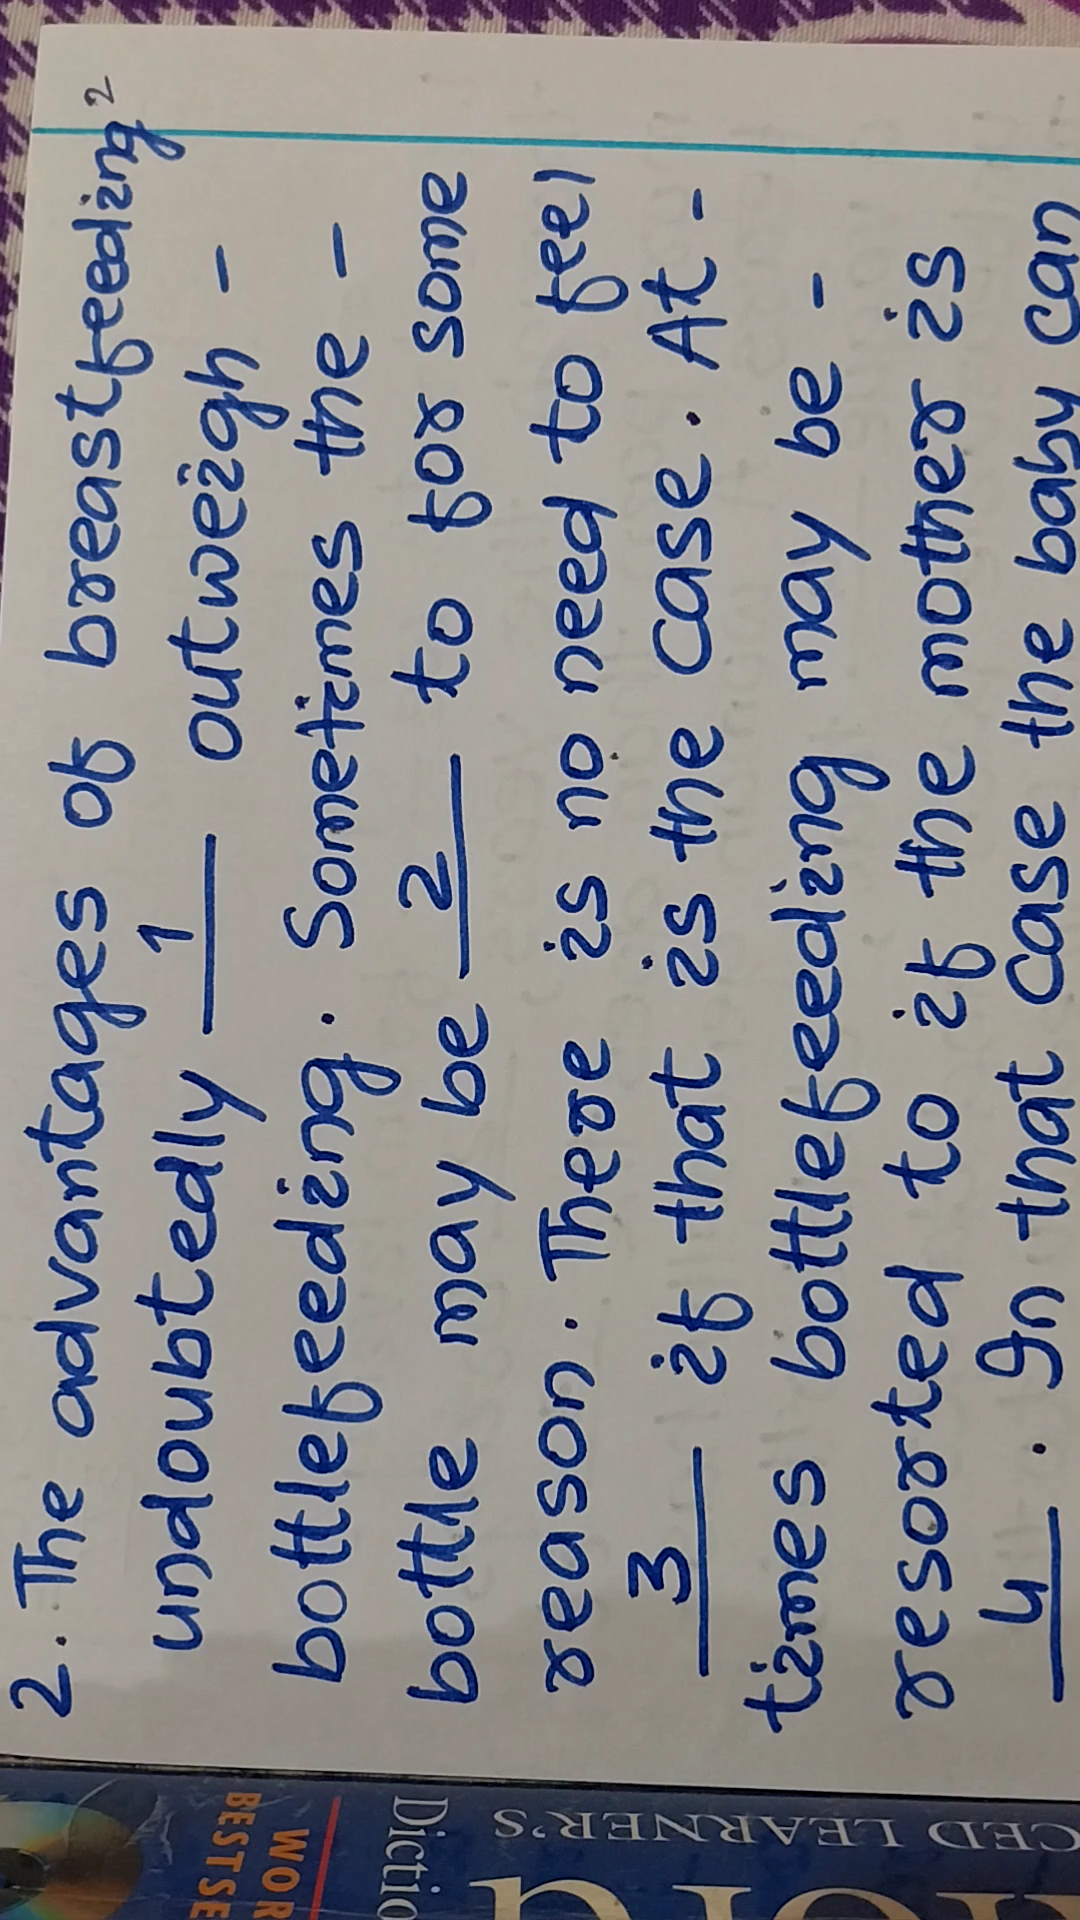 2
2. The advantages of breastfeeding
undoubtedly 1 outweigh -
bottlefeeding. Sometimes the -
bottle may be 2 to for some
reason. There is no need to feel
3 if that is the case. At -
times bottlefeeding may be -
resorted to if the mother is
4. In that case the baby can
WOR
BESTSE
Dictio
CED LEARNER'S